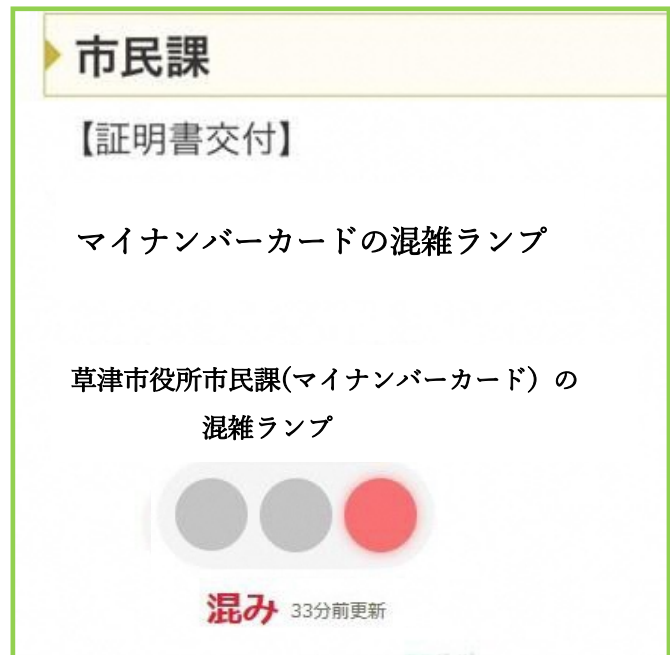 市民課
【証明書交付】
マイナンバーカードの混雑ランプ
草津市役所市民課(マイナンバーカード）の
混雑ランプ
混み 33分前更新